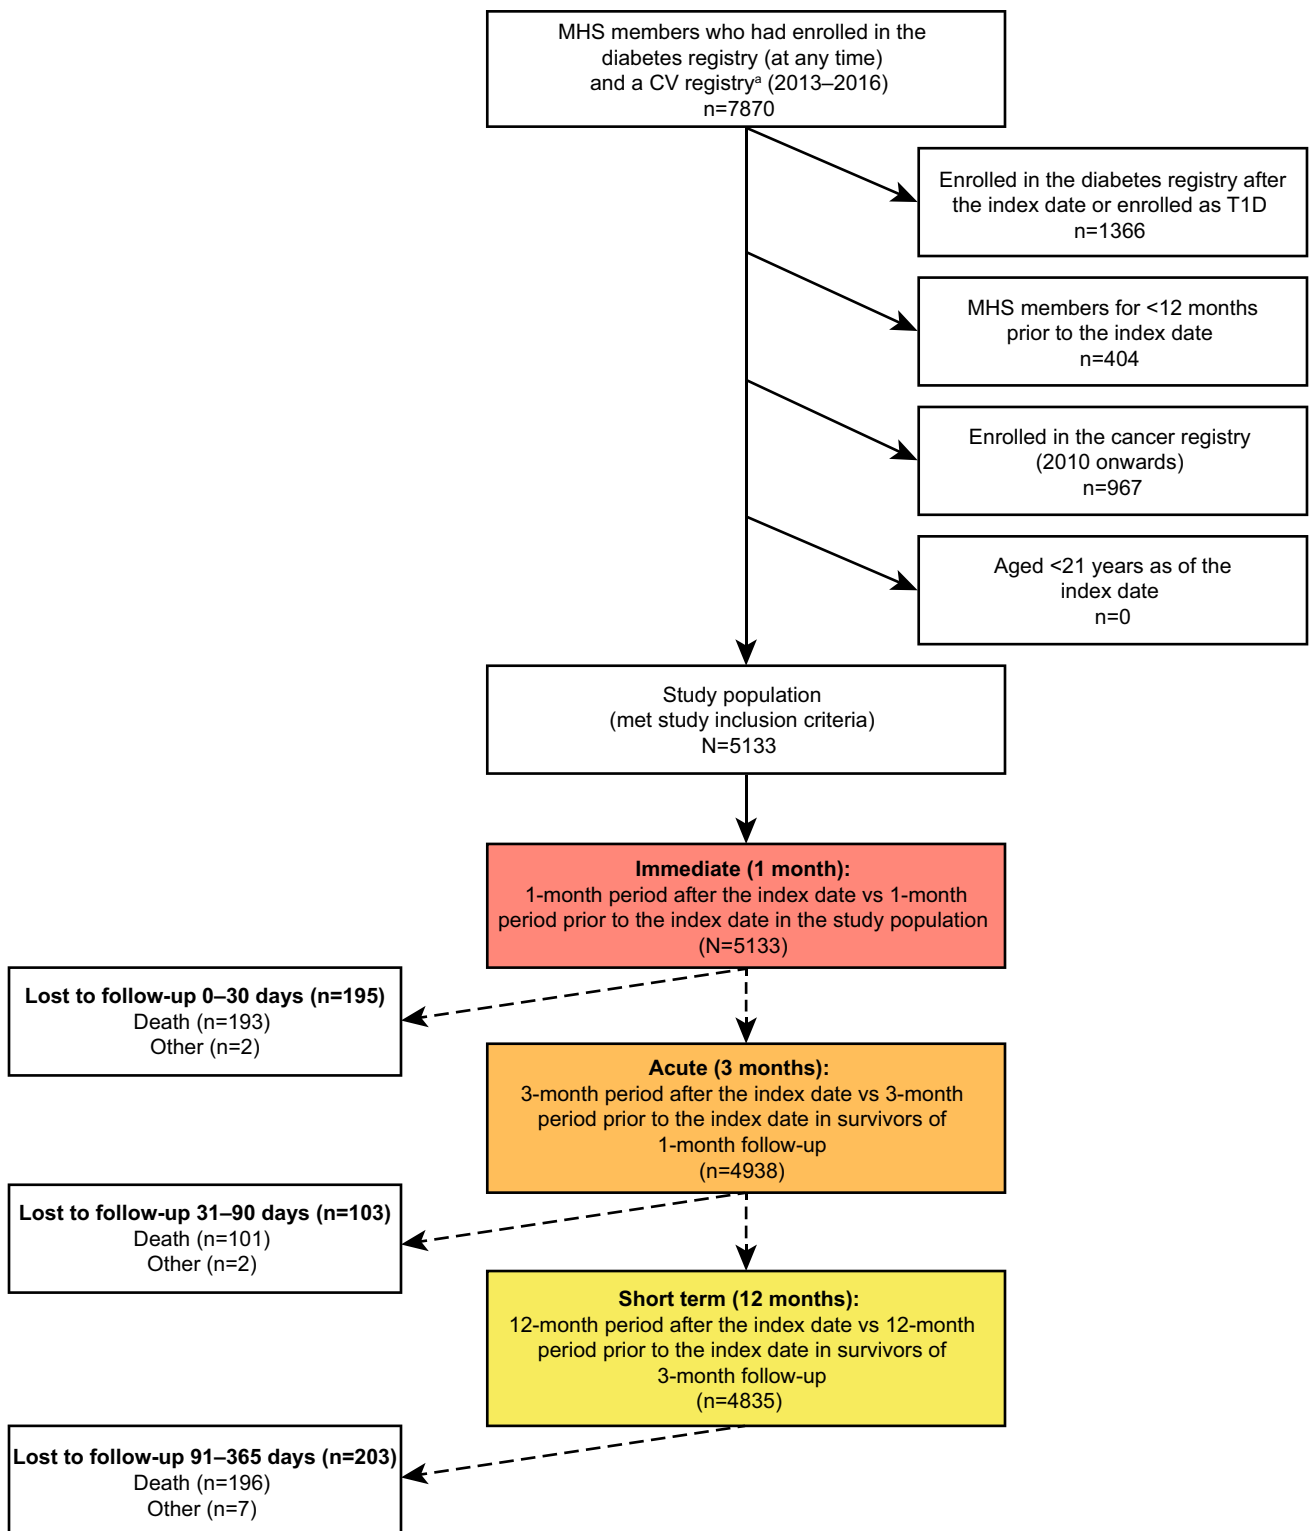 MHS members who had enrolled in the
diabetes registry (at any time)
and a CV registryᵃ (2013–2016)
n=7870
Enrolled in the diabetes registry after
the index date or enrolled as T1D
n=1366
MHS members for <12 months
prior to the index date
n=404
Enrolled in the cancer registry
(2010 onwards)
n=967
Aged <21 years as of the
index date
n=0
Study population
(met study inclusion criteria)
N=5133
Immediate (1 month):
1-month period after the index date vs 1-month
period prior to the index date in the study population
(N=5133)
Lost to follow-up 0–30 days (n=195)
Death (n=193)
Other (n=2)
Acute (3 months):
3-month period after the index date vs 3-month
period prior to the index date in survivors of
1-month follow-up
(n=4938)
Lost to follow-up 31–90 days (n=103)
Death (n=101)
Other (n=2)
Short term (12 months):
12-month period after the index date vs 12-month
period prior to the index date in survivors of
3-month follow-up
(n=4835)
Lost to follow-up 91–365 days (n=203)
Death (n=196)
Other (n=7)